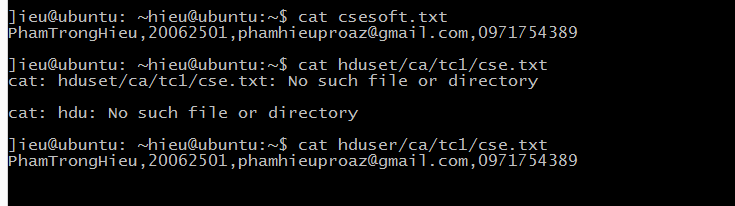 ]ieu@ubuntu: ~hieu@ubuntu:~$ cat csesoft.txt
PhamTrongHieu,20062501,phamhieuproaz@gmail.com,0971754389
]ieu@ubuntu: ~hieu@ubuntu:~$ cat hduset/ca/tc1/cse.txt
cat: hduset/ca/tc1/cse.txt: No such file or directory
cat: hdu: No such file or directory
]ieu@ubuntu: ~hieu@ubuntu:~$ cat hduser/ca/tc1/cse.txt
PhamTrongHieu,20062501,phamhieuproaz@gmail.com,0971754389